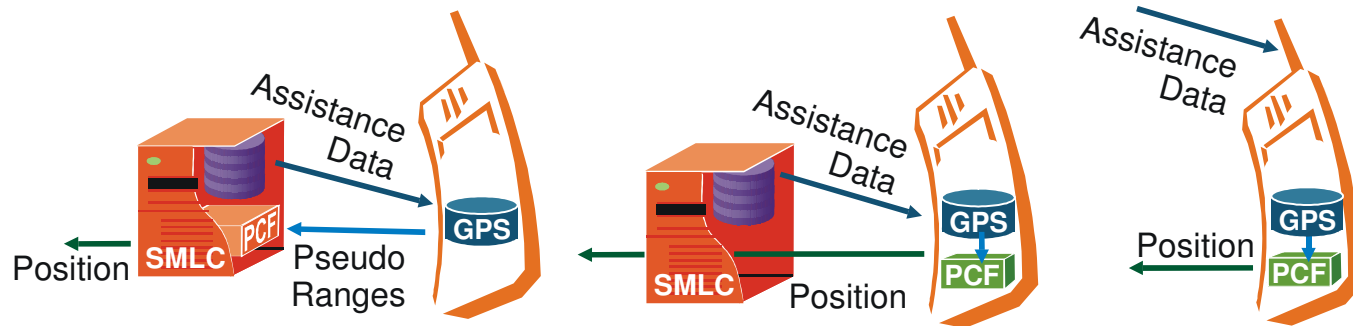 Assistance
Data
GPS
PCF
SMLC
Position
Pseudo
Ranges
Assistance
Data
GPS
PCF
SMLC
Position
Assistance
Data
GPS
PCF
Position